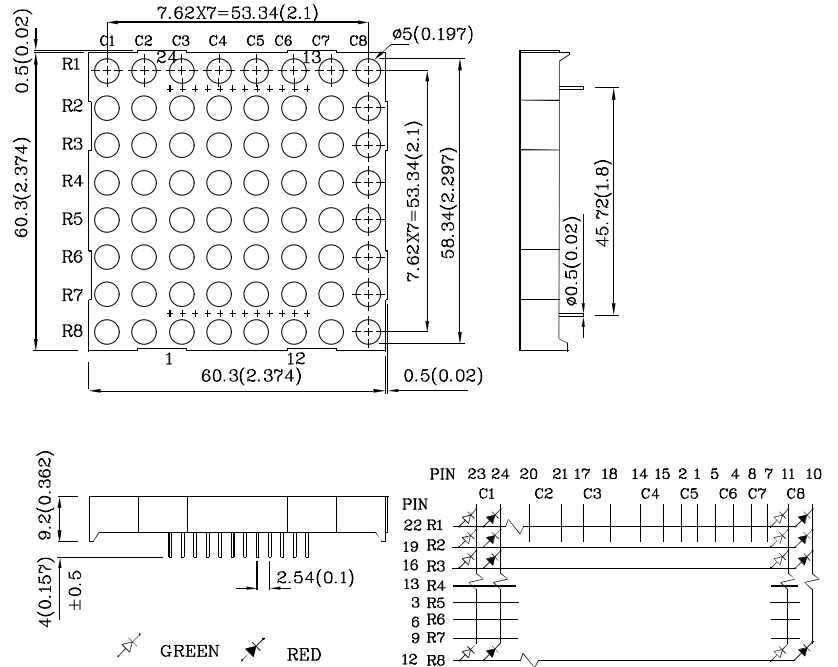 7.62X7=53.34(2.1)
C1 C2 C3 C4 C5 C6 C7 C8
ø5(0.197)
24 13
0.5(0.02)
R1
R2
R3
R4
R5
R6
R7
R8
60.3(2.374)
7.62X7=53.34(2.1)
58.34(2.297)
45.72(1.8)
ø0.5(0.02)
1 12
60.3(2.374)
0.5(0.02)
9.2(0.362)
4(0.157)
±0.5
2.54(0.1)
GREEN
RED
PIN 23 24 20 21 17 18 14 15 2 1 5 4 8 7 11 10
C1 C2 C3 C4 C5 C6 C7 C8
PIN
22 R1
19 R2
16 R3
13 R4
3 R5
6 R6
9 R7
12 R8